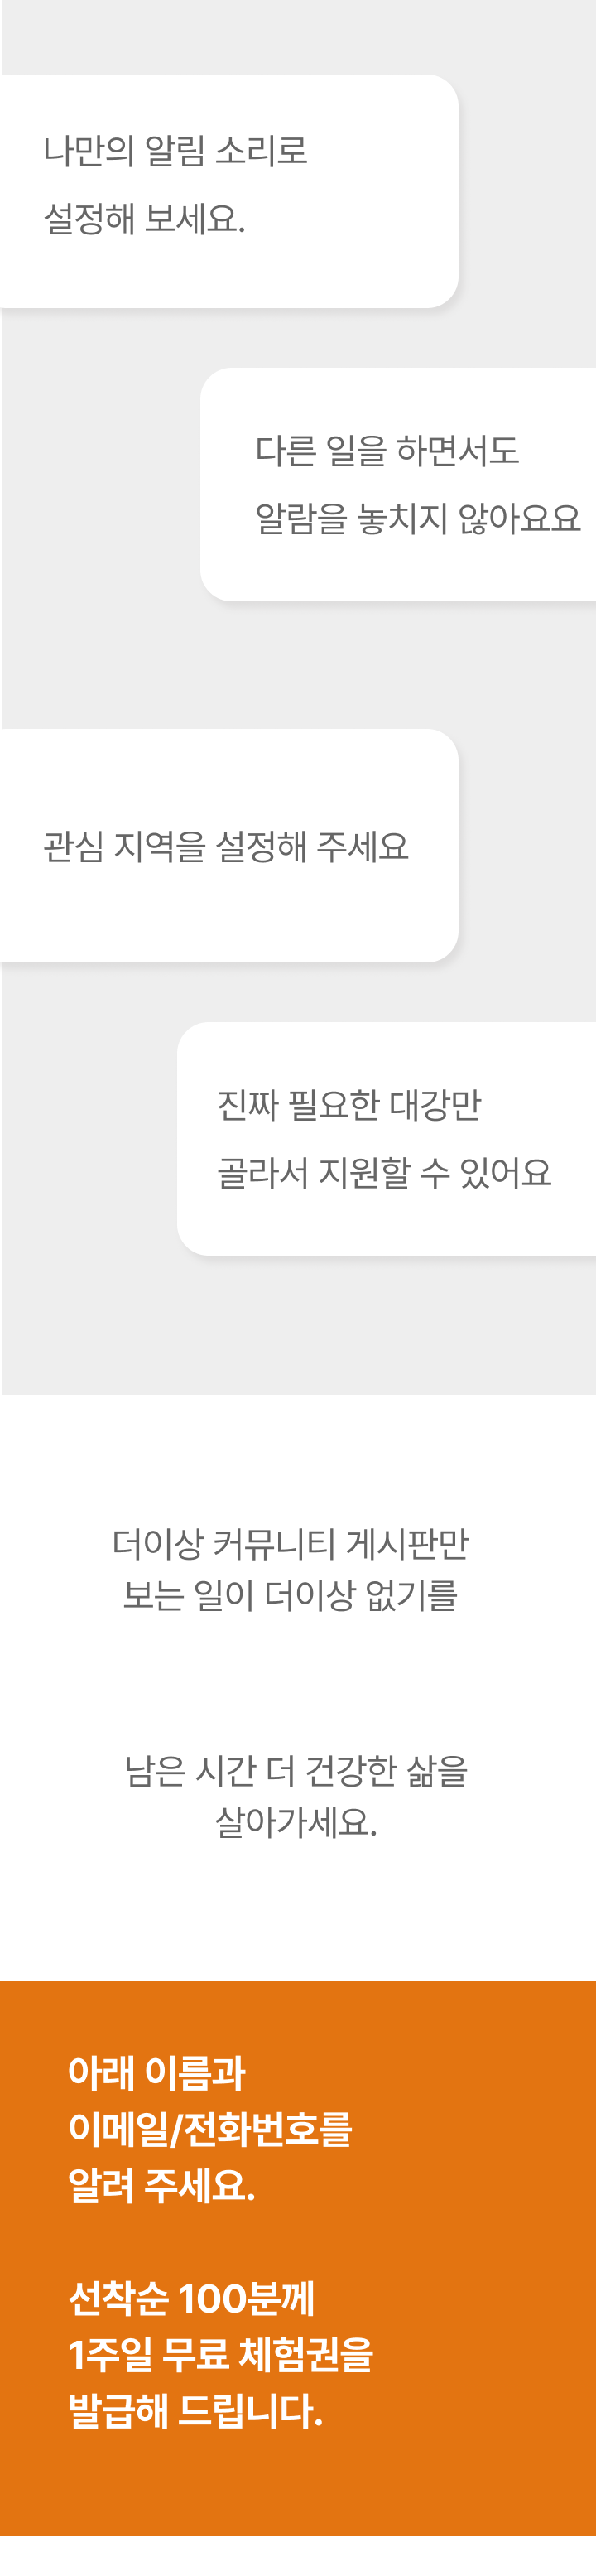 나만의 알림 소리로
설정해 보세요.
다른 일을 하면서도
알람을 놓치지 않아요요
관심 지역을 설정해 주세요
진짜 필요한 대강만
골라서 지원할 수 있어요
더이상 커뮤니티 게시판만
보는 일이 더이상 없기를
남은 시간 더 건강한 삶을
살아가세요.
아래 이름과
이메일/전화번호를
알려 주세요.
선착순 100분께
1주일 무료 체험권을
발급해 드립니다.